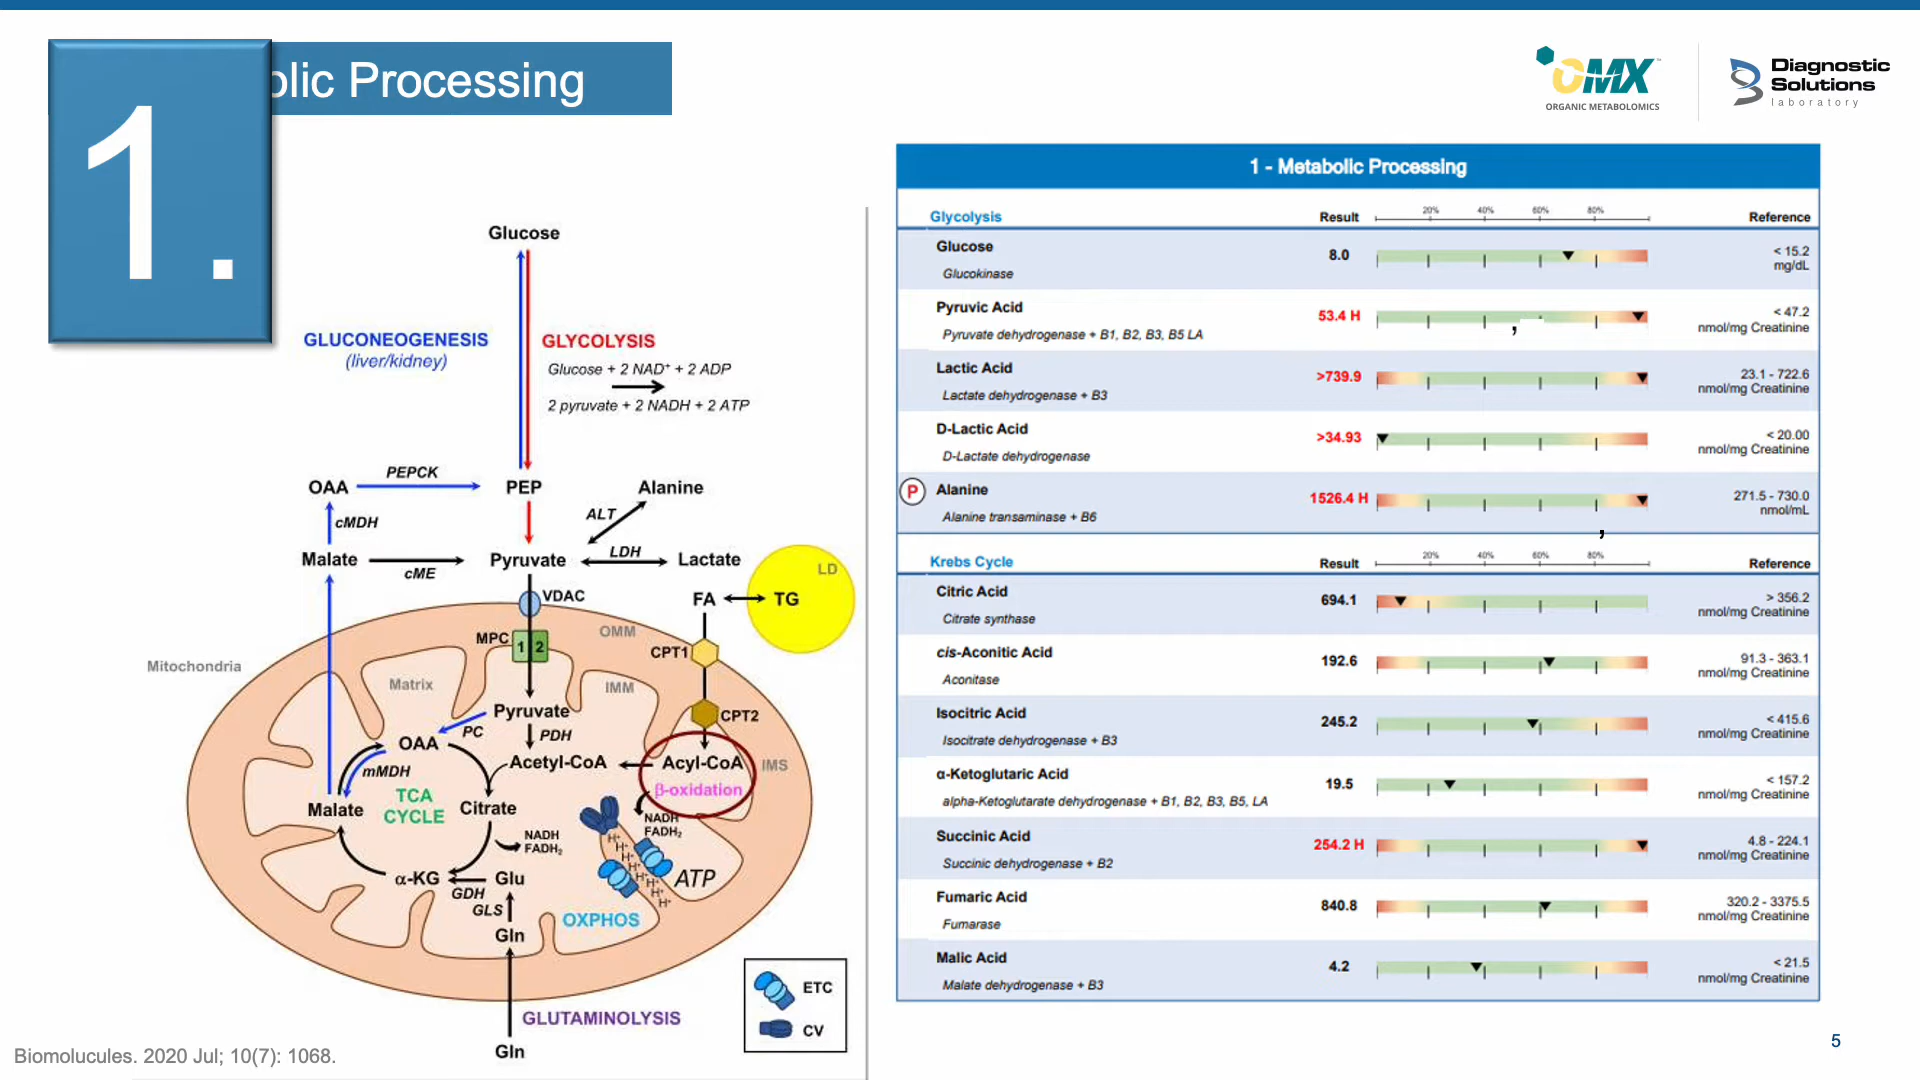 1.
olic Processing
OMX
ORGANIC METABOLOMICS
Diagnostic
Solutions
laboratory
Glucose
GLUCONEOGENESIS
(liver/kidney)
GLYCOLYSIS
Glucose + 2 NAD⁺ + 2 ADP
2 pyruvate + 2 NADH + 2 ATP
OAA
PEPCK
PEP
Alanine
cMDH
ALT
Malate
cME
Pyruvate
LDH
Lactate
LD
VDAC
FA
TG
MPC
1 2
OMM
CPT1
Mitochondria
Matrix
IMM
Pyruvate
CPT2
PC
PDH
OAA
Acetyl-CoA
Acyl-CoA
IMS
mMDH
β-oxidation
TCA
CYCLE
Malate
Citrate
NADH
FADH₂
NADH
FADH₂
H⁺
H⁺
H⁺
H⁺
H⁺
H⁺
H⁺
H⁺
ATP
α-KG
GDH
Glu
GLS
OXPHOS
Gln
ETC
CV
GLUTAMINOLYSIS
Gln
Biomolucules. 2020 Jul; 10(7): 1068.
1 - Metabolic Processing
Glycolysis Result 20% 40% 60% 80% Reference
Glucose 8.0 < 15.2
Glucokinase mg/dL
Pyruvic Acid 53.4 H < 47.2
Pyruvate dehydrogenase + B1, B2, B3, B5 LA , nmol/mg Creatinine
Lactic Acid >739.9 23.1 - 722.6
Lactate dehydrogenase + B3 nmol/mg Creatinine
D-Lactic Acid >34.93 < 20.00
D-Lactate dehydrogenase nmol/mg Creatinine
P Alanine 1526.4 H 271.5 - 730.0
Alanine transaminase + B6 nmol/mL
,
Krebs Cycle Result 20% 40% 60% 80% Reference
Citric Acid 694.1 > 356.2
Citrate synthase nmol/mg Creatinine
cis-Aconitic Acid 192.6 91.3 - 363.1
Aconitase nmol/mg Creatinine
Isocitric Acid 245.2 < 415.6
Isocitrate dehydrogenase + B3 nmol/mg Creatinine
α-Ketoglutaric Acid 19.5 < 157.2
alpha-Ketoglutarate dehydrogenase + B1, B2, B3, B5, LA nmol/mg Creatinine
Succinic Acid 254.2 H 4.8 - 224.1
Succinic dehydrogenase + B2 nmol/mg Creatinine
Fumaric Acid 840.8 320.2 - 3375.5
Fumarase nmol/mg Creatinine
Malic Acid 4.2 < 21.5
Malate dehydrogenase + B3 nmol/mg Creatinine
5